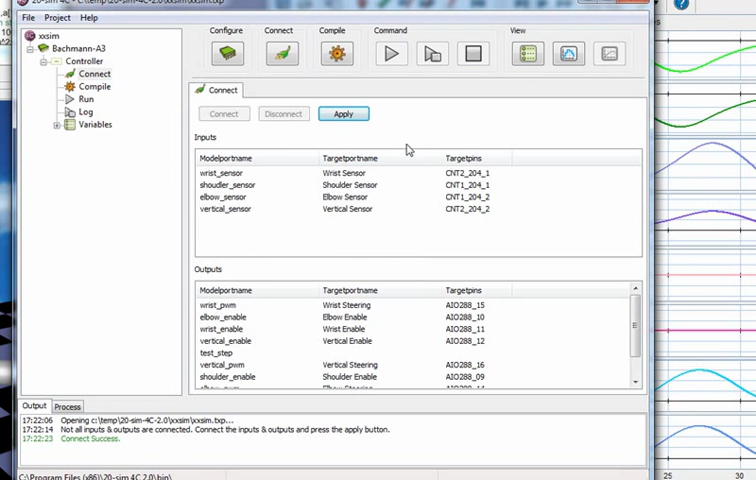 20-sim 4C - C:\temp\20-sim-4C-2.0\xxsim\xxsim.txp
File Project Help
xxsim
Bachmann-A3
Controller
Connect
Compile
Run
Log
Variables
Configure Connect Compile Command View
Connect
Connect Disconnect Apply
Inputs
Modelportname Targetportname Targetpins
wrist_sensor Wrist Sensor CNT2_204_1
shoudler_sensor Shoulder Sensor CNT1_204_1
elbow_sensor Elbow Sensor CNT1_204_2
vertical_sensor Vertical Sensor CNT2_204_2
Outputs
Modelportname Targetportname Targetpins
wrist_pwm Wrist Steering AIO288_15
elbow_enable Elbow Enable AIO288_10
wrist_enable Wrist Enable AIO288_11
vertical_enable Vertical Enable AIO288_12
test_step
vertical_pwm Vertical Steering AIO288_16
shoulder_enable Shoulder Enable AIO288_09
elbow_pwm Elbow Steering AIO288_14
Output Process
17:22:06 Opening c:\temp\20-sim-4C-2.0\xxsim\xxsim.txp...
17:22:14 Not all inputs & outputs are connected. Connect the inputs & outputs and press the apply button.
17:22:23 Connect Success.
C:\Program Files (x86)\20-sim 4C 2.0\bin\
25 30